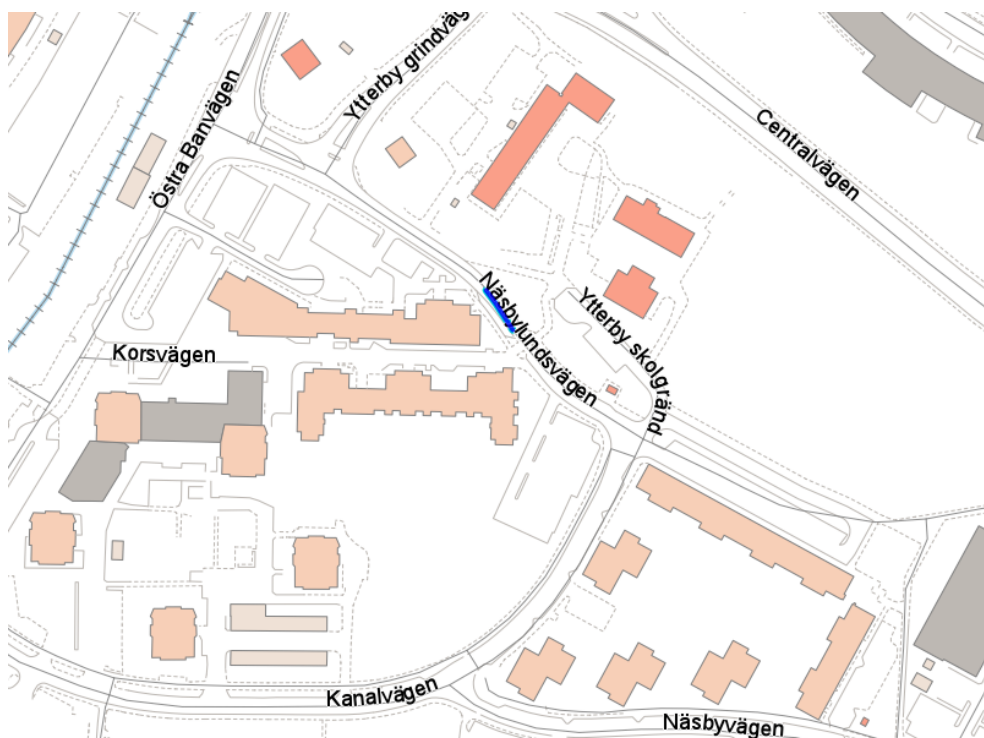 Ytterby grindväg
Östra Banvägen
Centralvägen
Näsbylundsvägen
Ytterby skolgränd
Korsvägen
Kanalvägen
Näsbyvägen